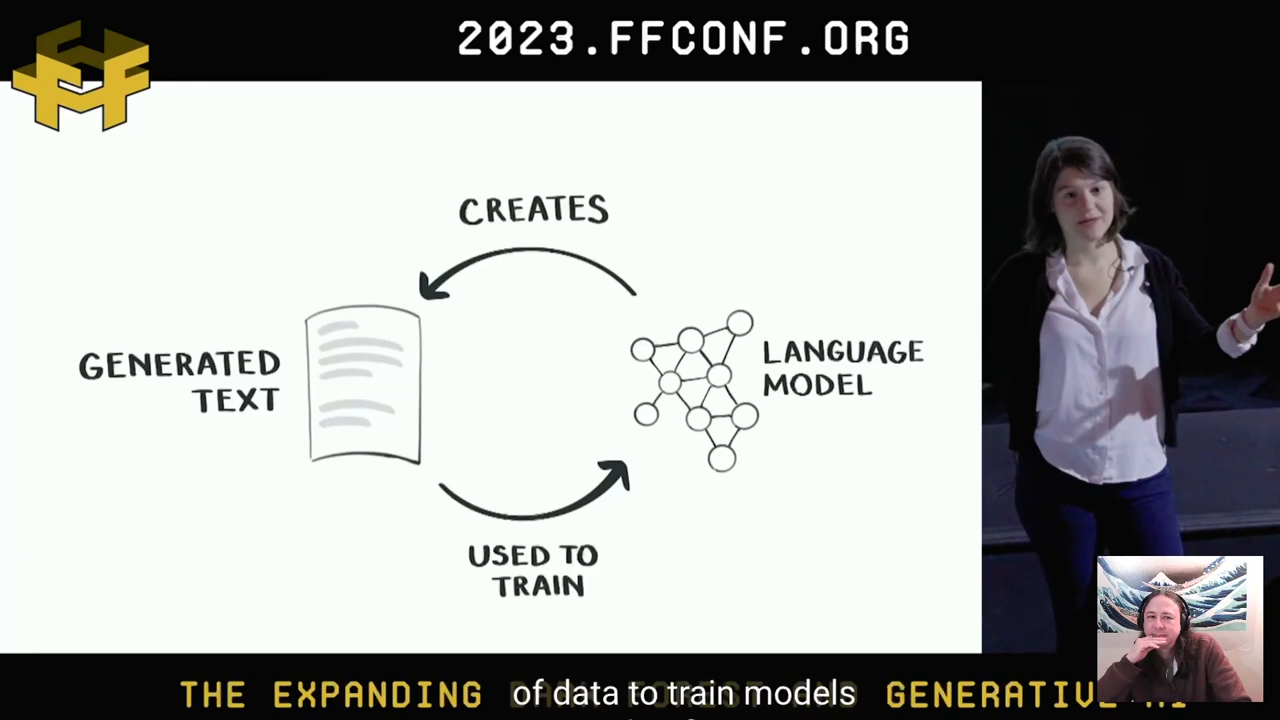 2023.FFCONF.ORG
CREATES
GENERATED
TEXT
LANGUAGE
MODEL
USED TO
TRAIN
THE EXPANDING
GENERATIVE AI
of data to train models